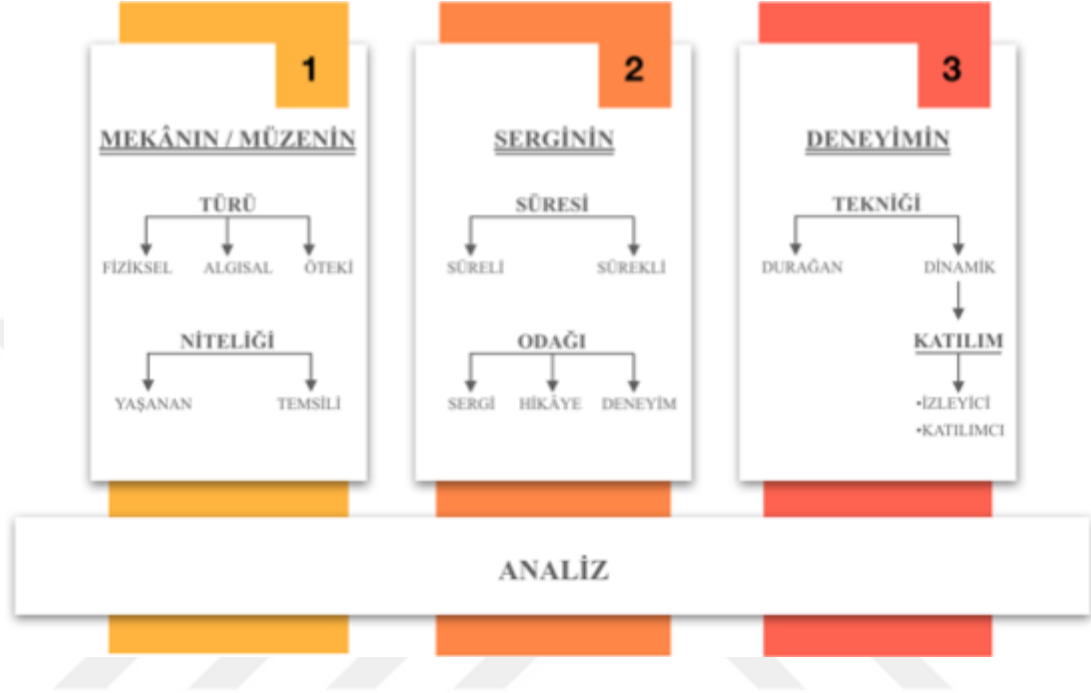 1
MEKÂNIN / MÜZENİN
TÜRÜ
FİZİKSEL ALGISAL ÖTEKİ
NİTELİĞİ
YAŞANAN TEMSİLİ
2
SERGİNİN
SÜRESİ
SÜRELİ SÜREKLİ
ODAĞI
SERGİ HİKÂYE DENEYİM
3
DENEYİMİN
TEKNİĞİ
DURAĞAN DİNAMİK
KATILIM
•İZLEYİCİ
•KATILIMCI
ANALİZ